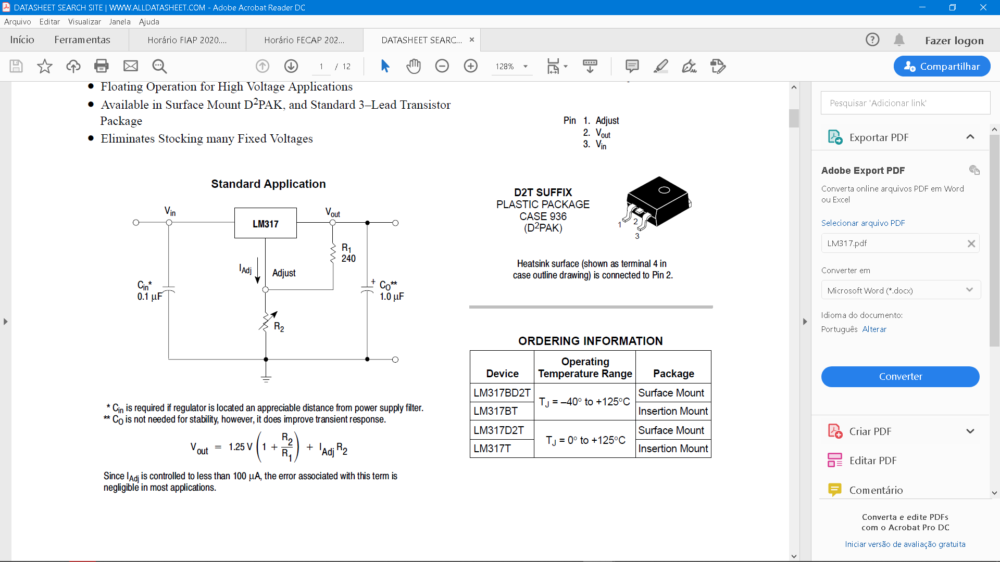 DATASHEET SEARCH SITE | WWW.ALLDATASHEET.COM - Adobe Acrobat Reader DC
Arquivo Editar Visualizar Janela Ajuda
Início Ferramentas Horário FIAP 2020.... Horário FECAP 202... DATASHEET SEARC... × Fazer logon
1 / 12 128% Compartilhar
• Floating Operation for High Voltage Applications
• Available in Surface Mount D2PAK, and Standard 3–Lead Transistor
Package
• Eliminates Stocking many Fixed Voltages
Standard Application
Vin
LM317
Vout
R1
240
IAdj
Adjust
Cin*
0.1 µF
+ CO**
1.0 µF
R2
* Cin is required if regulator is located an appreciable distance from power supply filter.
** CO is not needed for stability, however, it does improve transient response.
Vout = 1.25 V (1 + R2/R1) + IAdj R2
Since IAdj is controlled to less than 100 µA, the error associated with this term is
negligible in most applications.
Pin 1. Adjust
2. Vout
3. Vin
D2T SUFFIX
PLASTIC PACKAGE
CASE 936
(D2PAK)
1
2
3
Heatsink surface (shown as terminal 4 in
case outline drawing) is connected to Pin 2.
ORDERING INFORMATION
Device Operating Temperature Range Package
LM317BD2T TJ = –40° to +125°C Surface Mount
LM317BT Insertion Mount
LM317D2T TJ = 0° to +125°C Surface Mount
LM317T Insertion Mount
Pesquisar 'Adicionar link'
Exportar PDF
Adobe Export PDF
Converta online arquivos PDF em Word
ou Excel
Selecionar arquivo PDF
LM317.pdf
Converter em
Microsoft Word (*.docx)
Idioma do documento:
Português Alterar
Converter
Criar PDF
Editar PDF
Comentário
Converta e edite PDFs
com o Acrobat Pro DC
Iniciar versão de avaliação gratuita